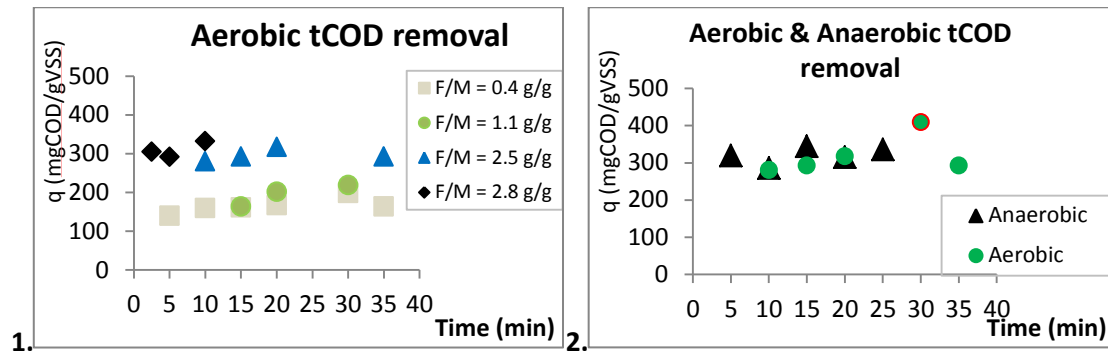 Aerobic tCOD removal
q (mgCOD/gVSS)
500
400
300
200
100
0
0 5 10 15 20 25 30 35 40
Time (min)
F/M = 0.4 g/g
F/M = 1.1 g/g
F/M = 2.5 g/g
F/M = 2.8 g/g
1.
Aerobic & Anaerobic tCOD
removal
q (mgCOD/gVSS)
500
400
300
200
100
0
0 5 10 15 20 25 30 35 40
Time (min)
Anaerobic
Aerobic
2.